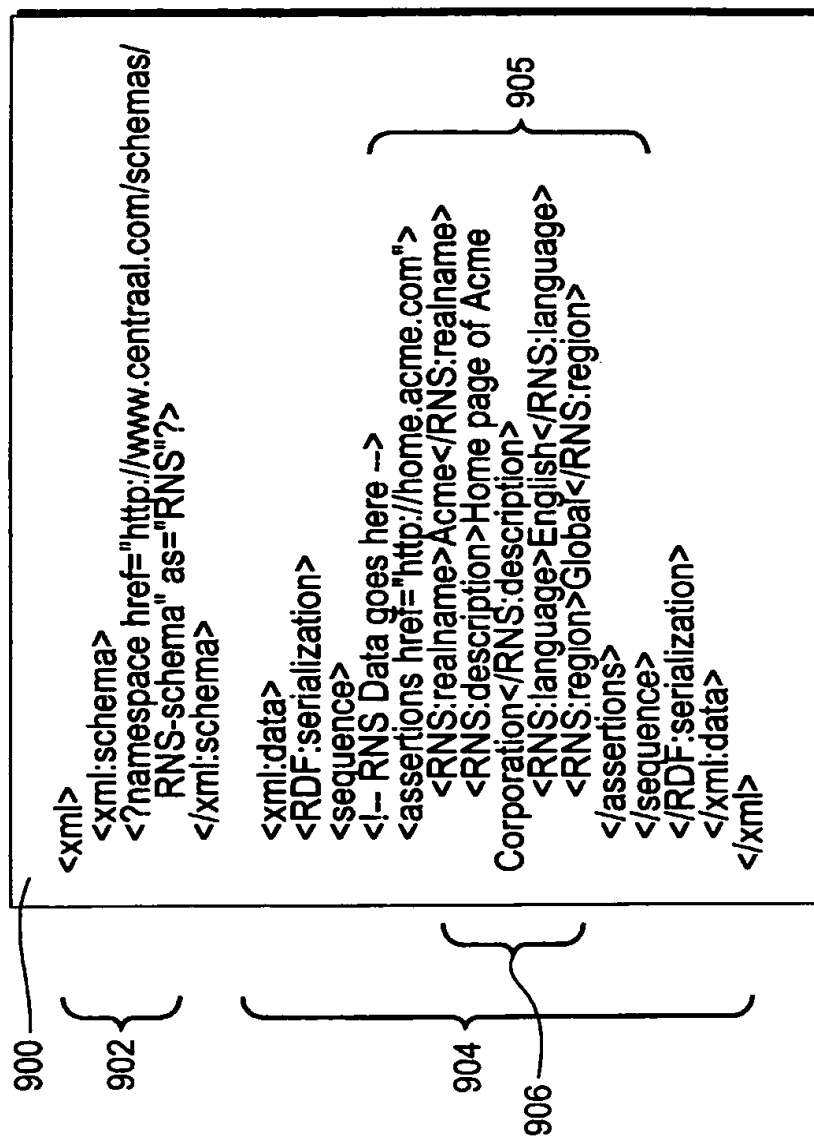 900
902
904
906
905
<xml>
<xml:schema>
<?namespace href="http://www.centraal.com/schemas/
RNS-schema" as="RNS"?>
</xml:schema>
<xml:data>
<RDF:serialization>
<sequence>
<!-- RNS Data goes here -->
<assertions href="http://home.acme.com">
<RNS:realname>Acme</RNS:realname>
<RNS:description>Home page of Acme
Corporation</RNS:description>
<RNS:language>English</RNS:language>
<RNS:region>Global</RNS:region>
</assertions>
</sequence>
</RDF:serialization>
</xml:data>
</xml>